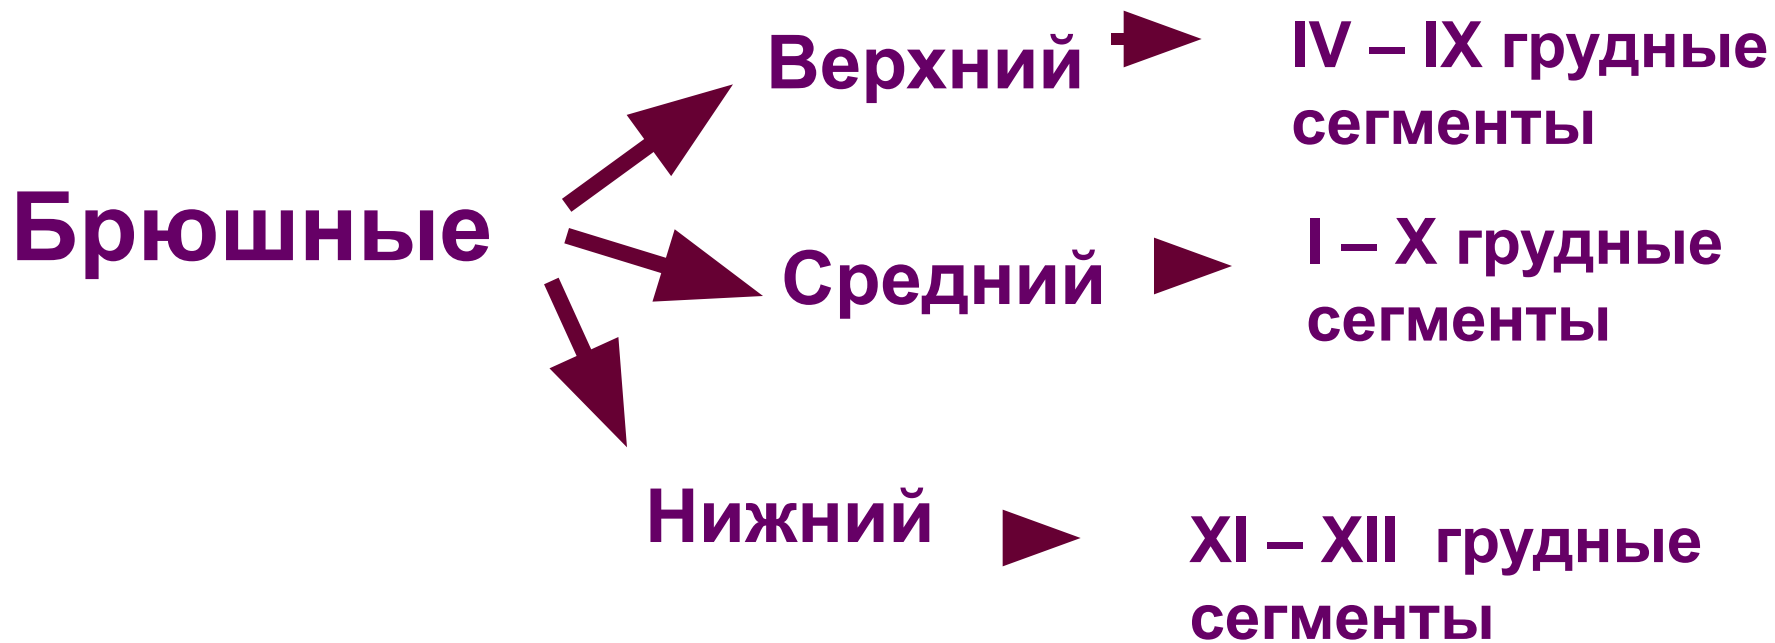 Брюшные
Верхний
IV – IX грудные
сегменты
Средний
I – X грудные
сегменты
Нижний
XI – XII грудные
сегменты